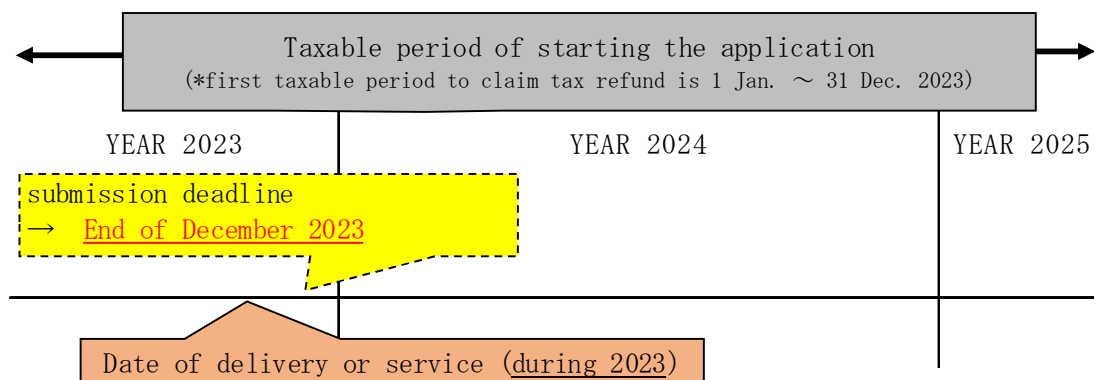 Taxable period of starting the application
(*first taxable period to claim tax refund is 1 Jan. ～ 31 Dec. 2023)
YEAR 2023
YEAR 2024
YEAR 2025
submission deadline
→ End of December 2023
Date of delivery or service (during 2023)